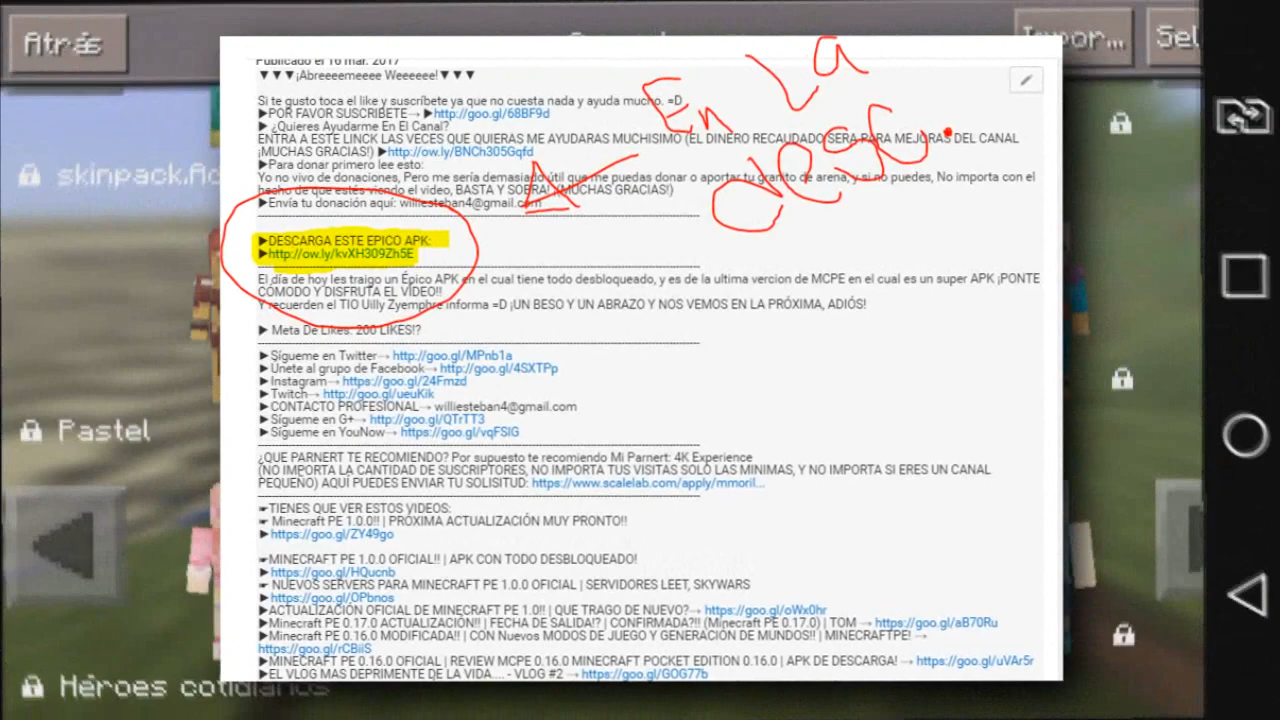 Atrás
Impor...
Sel
skinpack.
Pastel
Héroes cotidianos
En La
desc.
Publicado el 16 mar. 2017
▼▼▼¡Abreeeemeeee Weeeeee!▼▼▼
Si te gusto toca el like y suscríbete ya que no cuesta nada y ayuda mucho. =D
▶POR FAVOR SUSCRIBETE→ ▶http://goo.gl/68BF9d
▶ ¿Quieres Ayudarme En El Canal?
ENTRA A ESTE LINCK LAS VECES QUE QUIERAS ME AYUDARAS MUCHISIMO (EL DINERO RECAUDADO SERA PARA MEJORAS DEL CANAL
¡MUCHAS GRACIAS!) ▶http://ow.ly/BNCh305Gqfd
▶Para donar primero lee esto:
Yo no vivo de donaciones, Pero me sería demasiado útil que me puedas donar o aportar tu granito de arena, y si no puedes, No importa con el
hecho de que estés viendo el video, BASTA Y SOBRA! ¡(MUCHAS GRACIAS!)
▶Envía tu donación aquí: williesteban4@gmail.com
▶DESCARGA ESTE EPICO APK:
▶http://ow.ly/kvXH309Zh5E
El día de hoy les traigo un Épico APK en el cual tiene todo desbloqueado, y es de la ultima vercion de MCPE en el cual es un super APK ¡PONTE
CÓMODO Y DISFRUTA EL VÍDEO!!
Y recuerden el TIO Uilly Zyemphre informa =D ¡UN BESO Y UN ABRAZO Y NOS VEMOS EN LA PRÓXIMA, ADIÓS!
▶ Meta De Likes: 200 LIKES!?
▶Sígueme en Twitter→ http://goo.gl/MPnb1a
▶Unete al grupo de Facebook→ http://goo.gl/4SXTPp
▶Instagram→ https://goo.gl/24Fmzd
▶Twitch→ http://goo.gl/ueuKik
▶CONTACTO PROFESIONAL→ williesteban4@gmail.com
▶Sígueme en G+→ http://goo.gl/QTrTT3
▶Sígueme en YouNow→ https://goo.gl/vqFSIG
¿QUE PARNERT TE RECOMIENDO? Por supuesto te recomiendo Mi Parnert: 4K Experience
(NO IMPORTA LA CANTIDAD DE SUSCRIPTORES, NO IMPORTA TUS VISITAS SOLO LAS MINIMAS, Y NO IMPORTA SI ERES UN CANAL
PEQUEÑO) AQUÍ PUEDES ENVIAR TU SOLISITUD: https://www.scalelab.com/apply/mmoril...
☛TIENES QUE VER ESTOS VIDEOS:
☛ Minecraft PE 1.0.0!! | PRÓXIMA ACTUALIZACIÓN MUY PRONTO!!
▶https://goo.gl/ZY49go
☛MINECRAFT PE 1.0.0 OFICIAL!! | APK CON TODO DESBLOQUEADO!
▶https://goo.gl/HQucnb
☛ NUEVOS SERVERS PARA MINECRAFT PE 1.0.0 OFICIAL | SERVIDORES LEET, SKYWARS
▶https://goo.gl/OPbnos
▶ACTUALIZACIÓN OFICIAL DE MINECRAFT PE 1.0!! | QUE TRAGO DE NUEVO?→ https://goo.gl/oWx0hr
▶Minecraft PE 0.17.0 ACTUALIZACIÓN!! | FECHA DE SALIDA!? | CONFIRMADA?!! (Minecraft PE 0.17.0) | TOM → https://goo.gl/aB70Ru
▶Minecraft PE 0.16.0 MODIFICADA!! | CON Nuevos MODOS DE JUEGO Y GENERACIÓN DE MUNDOS!! | MINECRAFTPE! →
https://goo.gl/rCBiiS
▶MINECRAFT PE 0.16.0 OFICIAL | REVIEW MCPE 0.16.0 MINECRAFT POCKET EDITION 0.16.0 | APK DE DESCARGA! → https://goo.gl/uVAr5r
▶EL VLOG MAS DEPRIMENTE DE LA VIDA.... - VLOG #2 → https://goo.gl/GOG77b